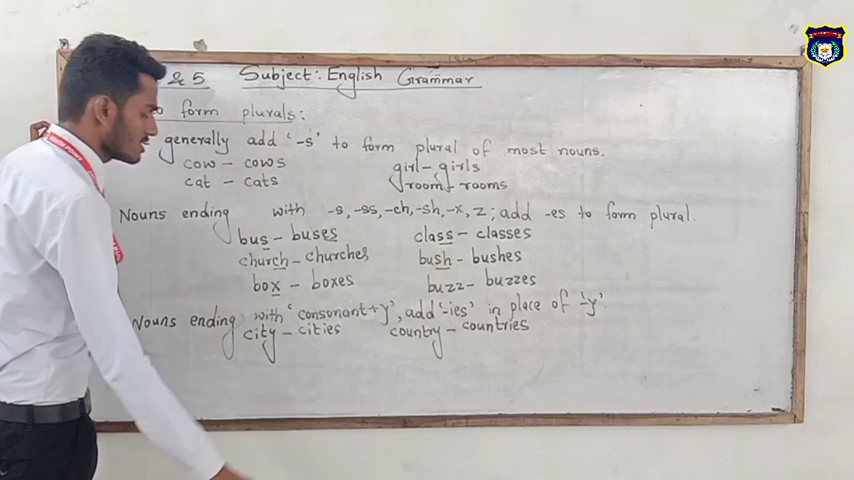 & 5 Subject: English Grammar
form plurals:
generally add '-s' to form plural of most nouns.
cow - cows girl - girls
cat - cats room - rooms
Nouns ending with -s, -ss, -ch, -sh, -x, z; add -es to form plural.
bus - buses class - classes
church - churches bush - bushes
box - boxes buzz - buzzes
Nouns ending with 'consonant + y', add '-ies' in place of '-y'
city - cities country - countries